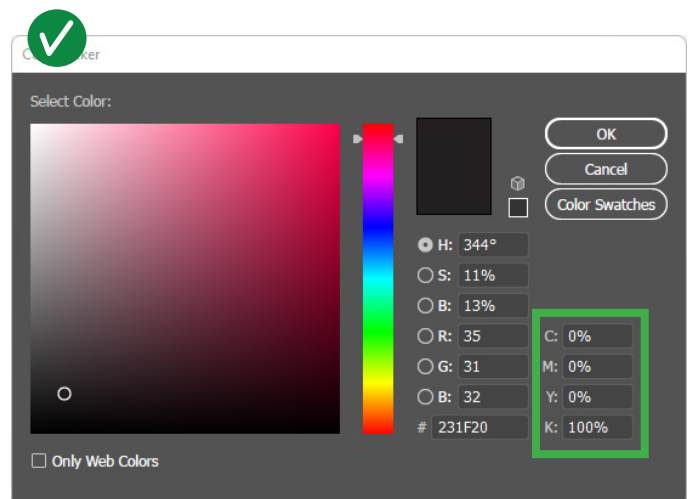 Select Color:
OK
Cancel
Color Swatches
H: 344°
S: 11%
B: 13%
R: 35
C: 0%
G: 31
M: 0%
B: 32
Y: 0%
# 231F20
K: 100%
Only Web Colors